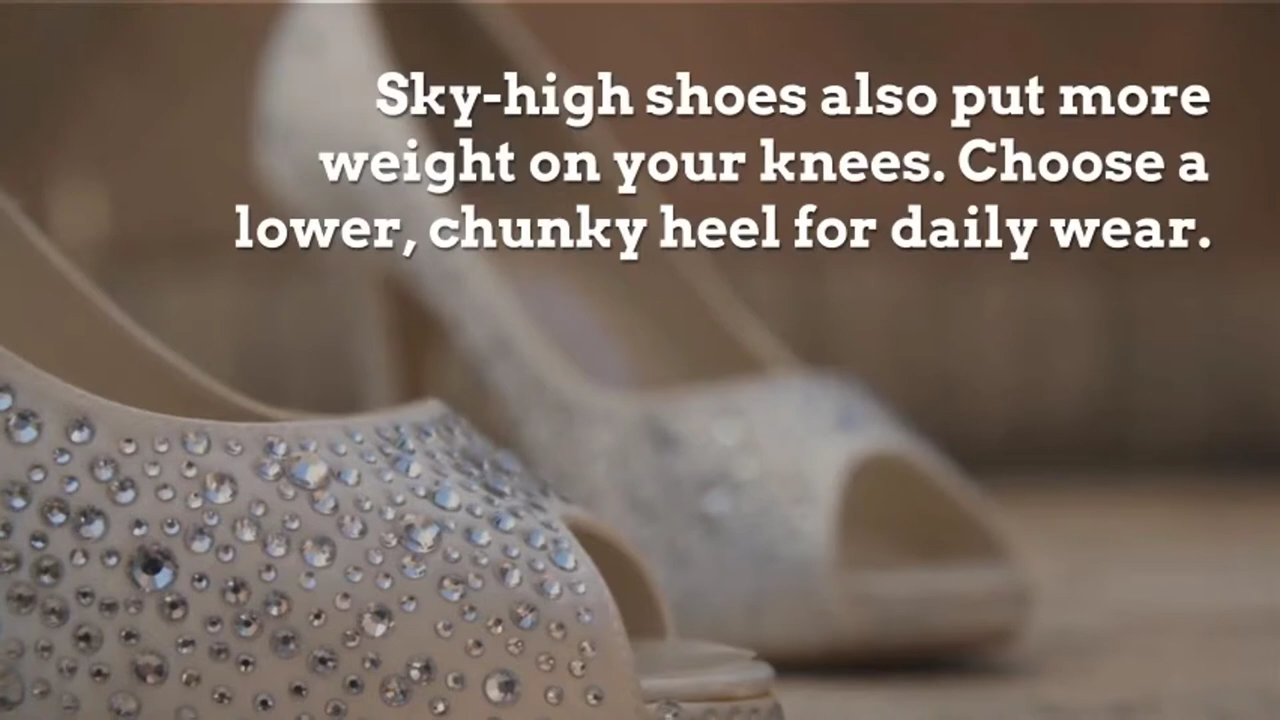 Sky-high shoes also put more
weight on your knees. Choose a
lower, chunky heel for daily wear.